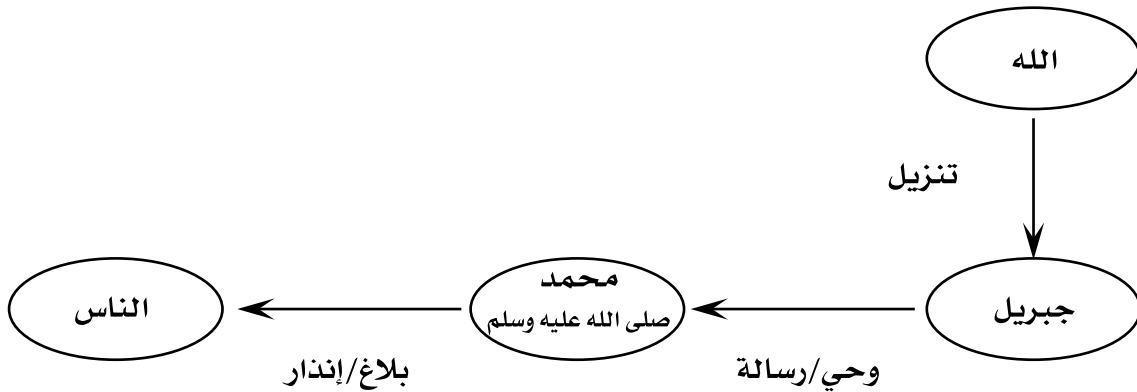 الله
تنزيل
جبريل
محمد
صلى الله عليه وسلم
الناس
وحي/رسالة
بلاغ/إنذار